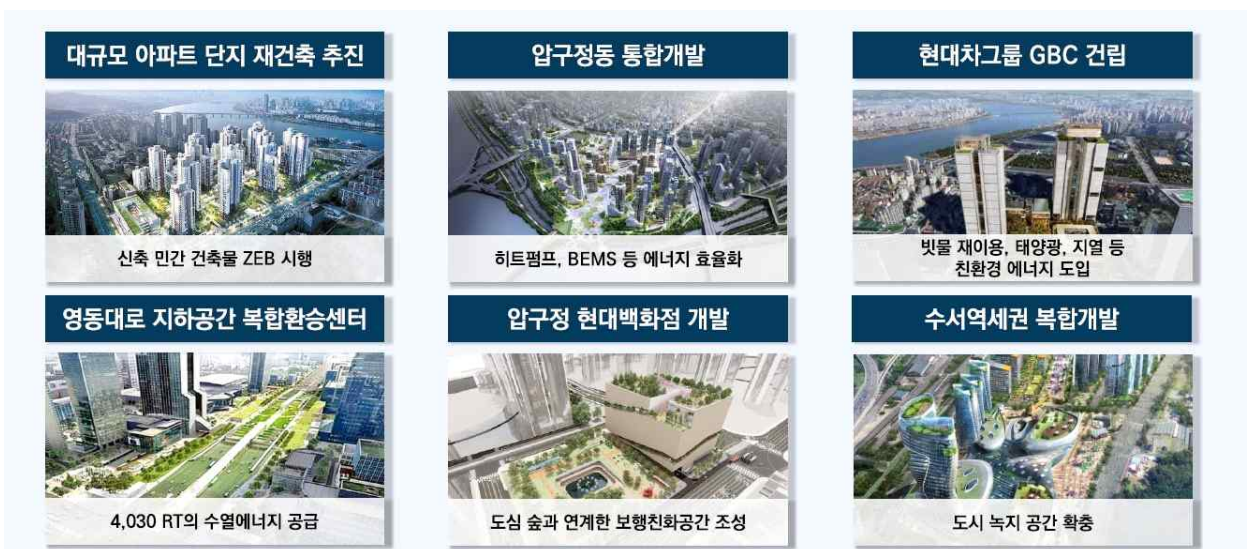 대규모 아파트 단지 재건축 추진
압구정동 통합개발
현대차그룹 GBC 건립
신축 민간 건축물 ZEB 시행
히트펌프, BEMS 등 에너지 효율화
빗물 재이용, 태양광, 지열 등
친환경 에너지 도입
영동대로 지하공간 복합환승센터
압구정 현대백화점 개발
수서역세권 복합개발
4,030 RT의 수열에너지 공급
도심 숲과 연계한 보행친화공간 조성
도시 녹지 공간 확충